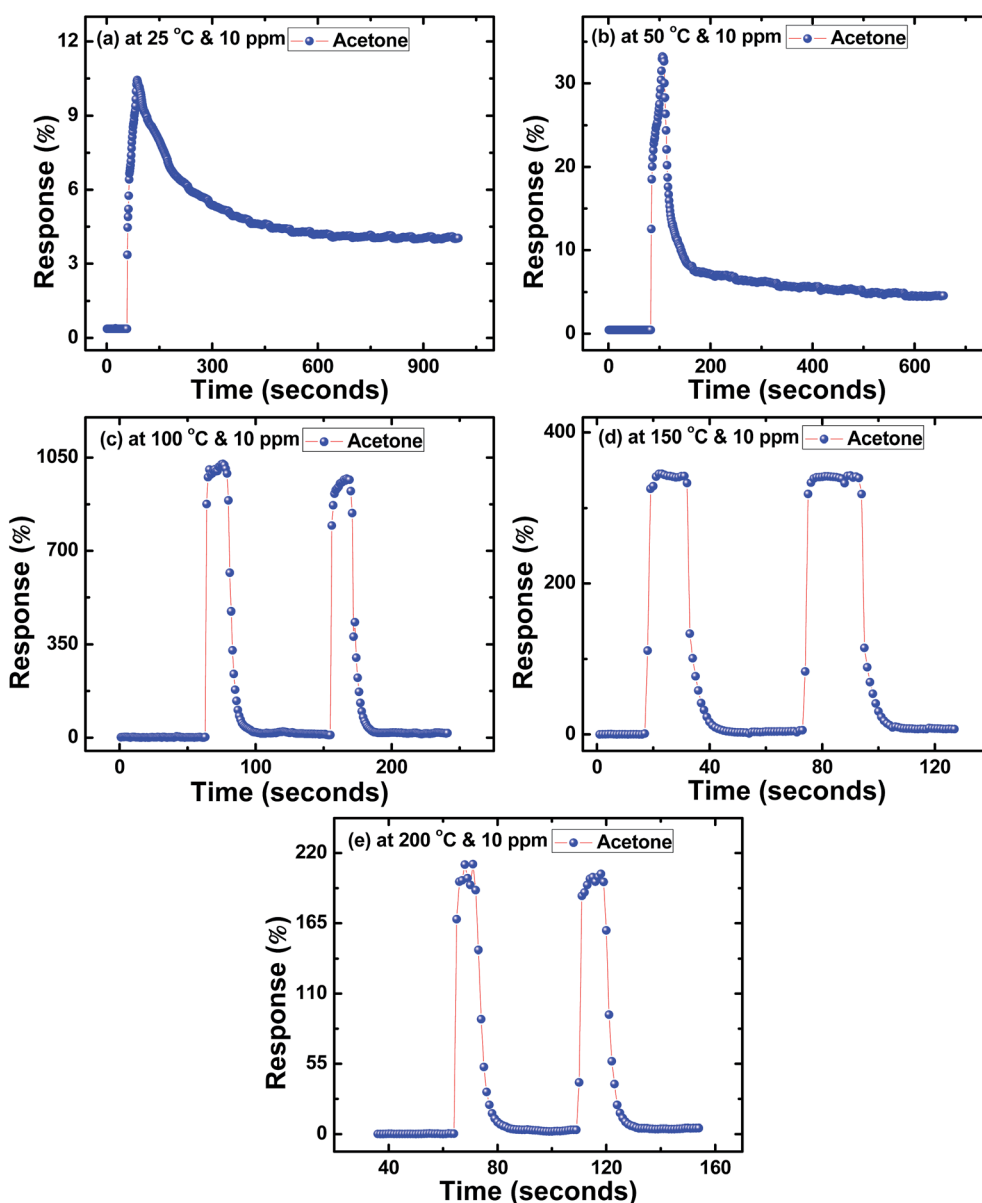 (a) at 25 °C & 10 ppm Acetone
12
9
6
3
0
Response (%)
0 300 600 900
Time (seconds)
(b) at 50 °C & 10 ppm Acetone
30
20
10
0
Response (%)
0 200 400 600
Time (seconds)
(c) at 100 °C & 10 ppm Acetone
1050
700
350
0
Response (%)
0 100 200
Time (seconds)
(d) at 150 °C & 10 ppm Acetone
400
200
0
Response (%)
0 40 80 120
Time (seconds)
(e) at 200 °C & 10 ppm Acetone
220
165
110
55
0
Response (%)
40 80 120 160
Time (seconds)